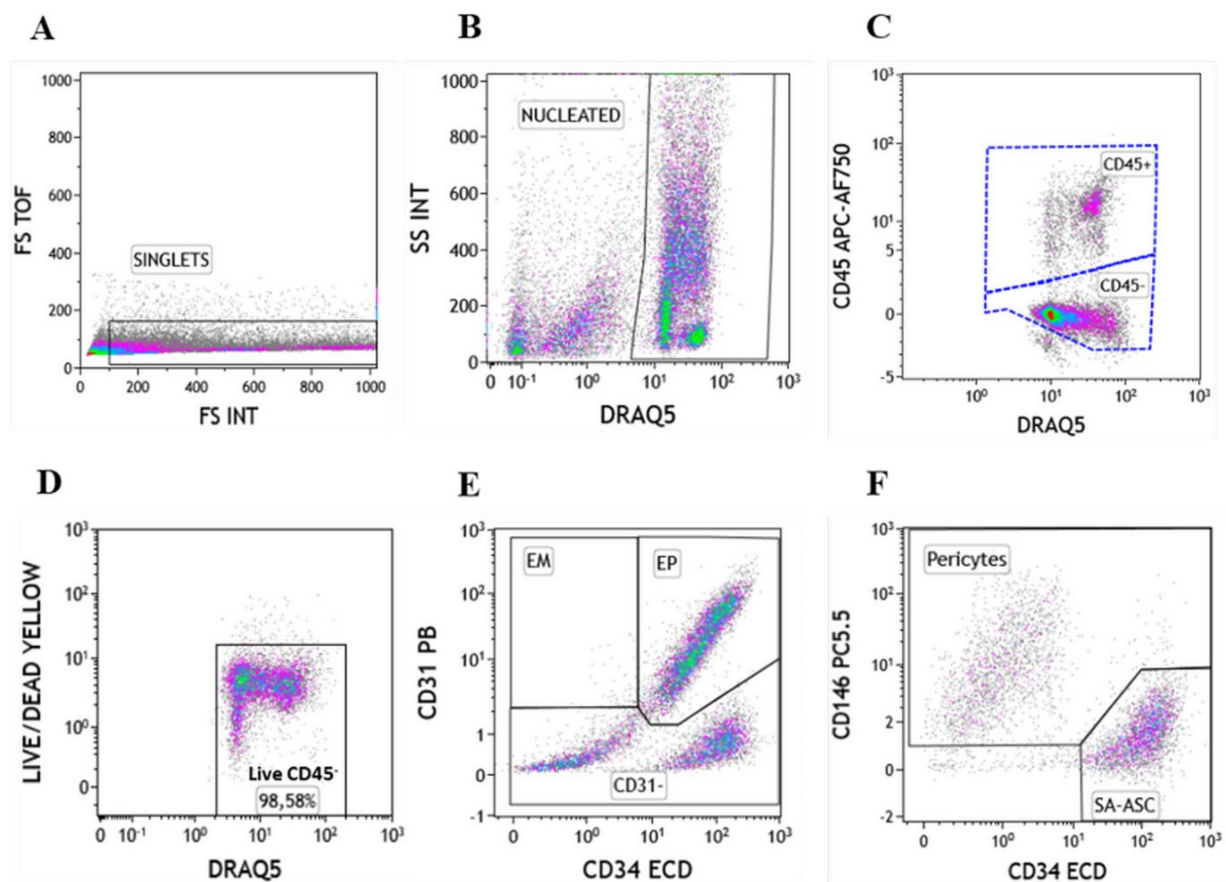 A
B
C
1000
800
600
400
200
0
FS TOF
SINGLETS
0
200
400
600
800
1000
FS INT
1000
800
600
400
200
0
SS INT
NUCLEATED
0
10⁻¹
10⁰
10¹
10²
10³
DRAQ5
10³
10²
10¹
5
0
-5
CD45 APC-AF750
CD45+
CD45-
10⁰
10¹
10²
10³
DRAQ5
D
E
F
10³
10²
10¹
10⁰
0
LIVE/DEAD YELLOW
Live CD45⁻
98,58%
0
10⁻¹
10⁰
10¹
10²
10³
DRAQ5
10³
10²
10¹
1
0
-1
CD31 PB
EM
EP
CD31-
0
10⁰
10¹
10²
10³
CD34 ECD
10³
10²
10¹
2
0
-2
CD146 PC5.5
Pericytes
SA-ASC
0
10⁰
10¹
10²
10³
CD34 ECD